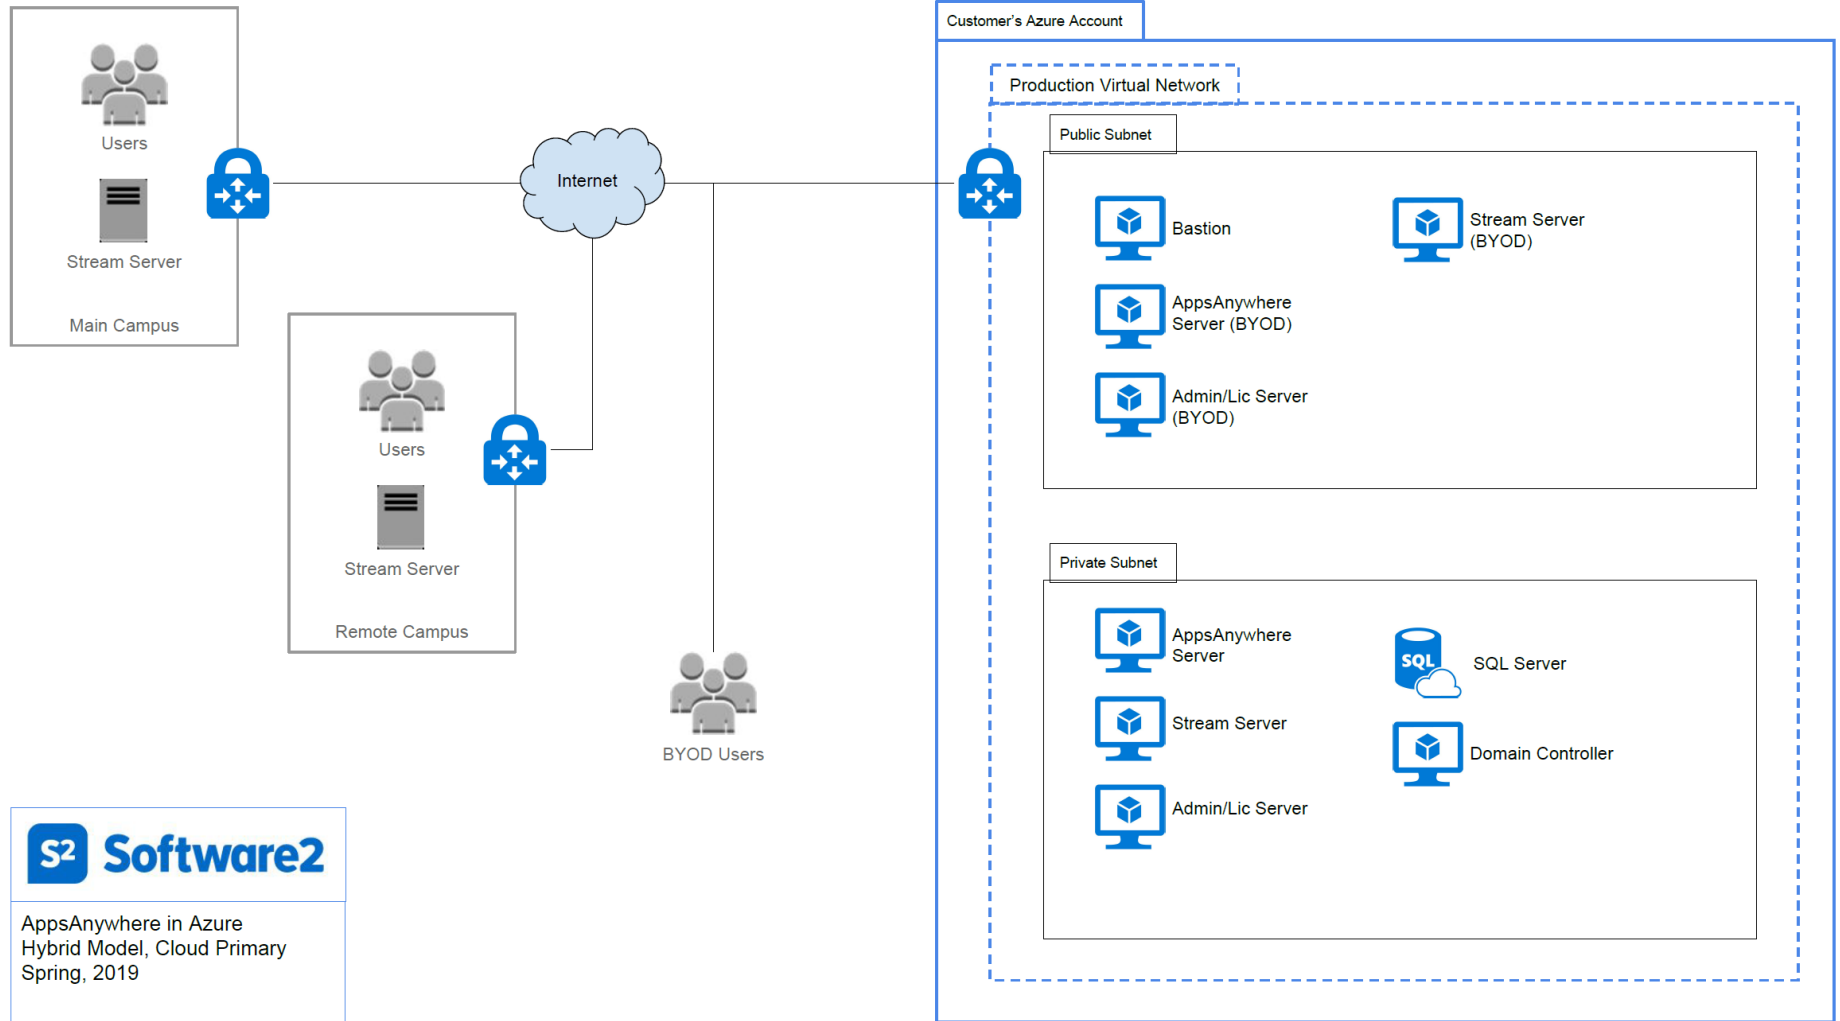 Customer's Azure Account
Production Virtual Network
Public Subnet
Users
Stream Server
Main Campus
Internet
Bastion
Stream Server
(BYOD)
AppsAnywhere
Server (BYOD)
Admin/Lic Server
(BYOD)
Users
Stream Server
Remote Campus
BYOD Users
Private Subnet
AppsAnywhere
Server
SQL
SQL Server
Stream Server
Domain Controller
Admin/Lic Server
S2 Software2
AppsAnywhere in Azure
Hybrid Model, Cloud Primary
Spring, 2019